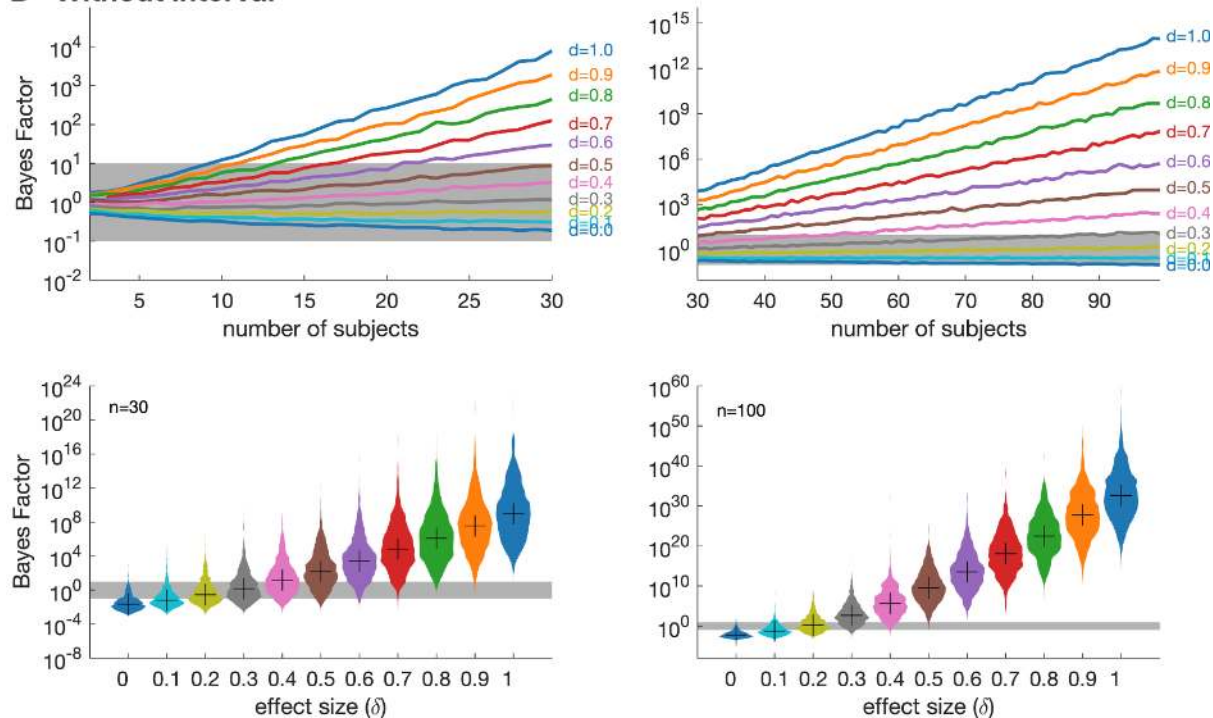 Bayes Factor
10^4
10^3
10^2
10^1
10^0
10^-1
10^-2
5
10
15
20
25
30
number of subjects
d=1.0
d=0.9
d=0.8
d=0.7
d=0.6
d=0.5
d=0.4
d=0.3
d=0.2
d=0.1
d=0.0
10^15
10^12
10^9
10^6
10^3
10^0
30
40
50
60
70
80
90
number of subjects
d=1.0
d=0.9
d=0.8
d=0.7
d=0.6
d=0.5
d=0.4
d=0.3
d=0.2
d=0.1
d=0.0
Bayes Factor
10^24
10^20
10^16
10^12
10^8
10^4
10^0
10^-4
10^-8
n=30
0 0.1 0.2 0.3 0.4 0.5 0.6 0.7 0.8 0.9 1
effect size (δ)
10^60
10^50
10^40
10^30
10^20
10^10
10^0
n=100
0 0.1 0.2 0.3 0.4 0.5 0.6 0.7 0.8 0.9 1
effect size (δ)